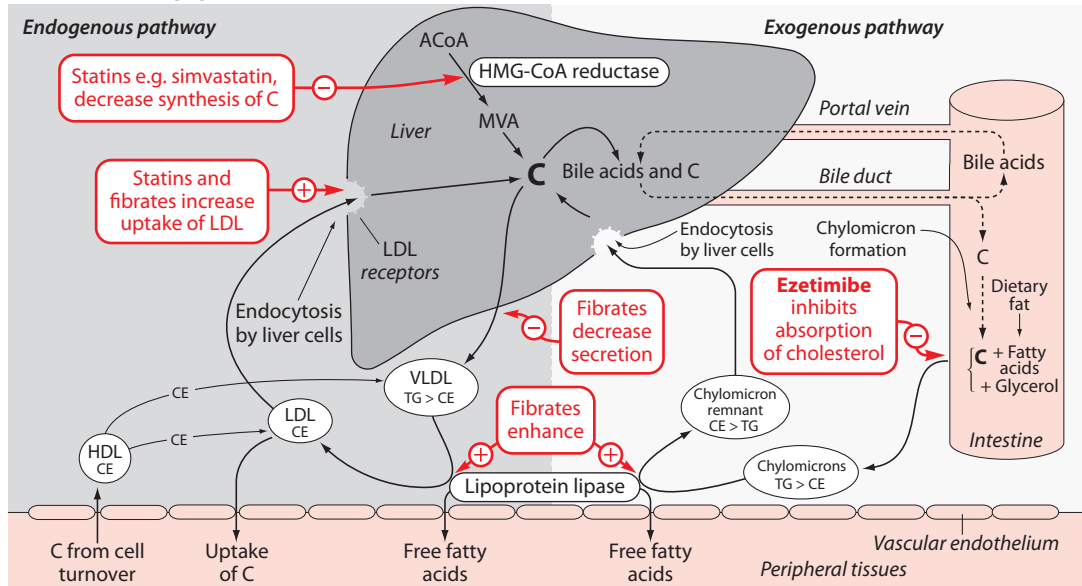 Endogenous pathway
Exogenous pathway
ACoA
HMG-CoA reductase
Statins e.g. simvastatin,
decrease synthesis of C
−
Liver
MVA
Portal vein
C
Bile acids and C
Bile acids
Statins and
fibrates increase
uptake of LDL
+
Bile duct
LDL
receptors
Endocytosis
by liver cells
Chylomicron
formation
C
Endocytosis
by liver cells
Fibrates
decrease
secretion
−
Ezetimibe
inhibits
absorption
of cholesterol
−
Dietary
fat
C + Fatty
acids
+ Glycerol
VLDL
TG > CE
CE
LDL
CE
CE
HDL
CE
Fibrates
enhance
+
+
Chylomicron
remnant
CE > TG
Intestine
Lipoprotein lipase
Chylomicrons
TG > CE
C from cell
turnover
Uptake
of C
Free fatty
acids
Free fatty
acids
Vascular endothelium
Peripheral tissues